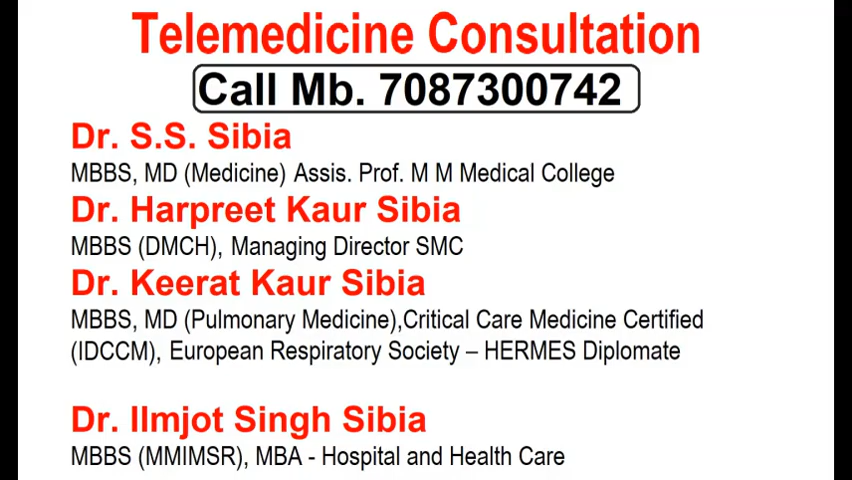 Telemedicine Consultation
Call Mb. 7087300742
Dr. S.S. Sibia
MBBS, MD (Medicine) Assis. Prof. M M Medical College
Dr. Harpreet Kaur Sibia
MBBS (DMCH), Managing Director SMC
Dr. Keerat Kaur Sibia
MBBS, MD (Pulmonary Medicine),Critical Care Medicine Certified
(IDCCM), European Respiratory Society – HERMES Diplomate
Dr. Ilmjot Singh Sibia
MBBS (MMIMSR), MBA - Hospital and Health Care